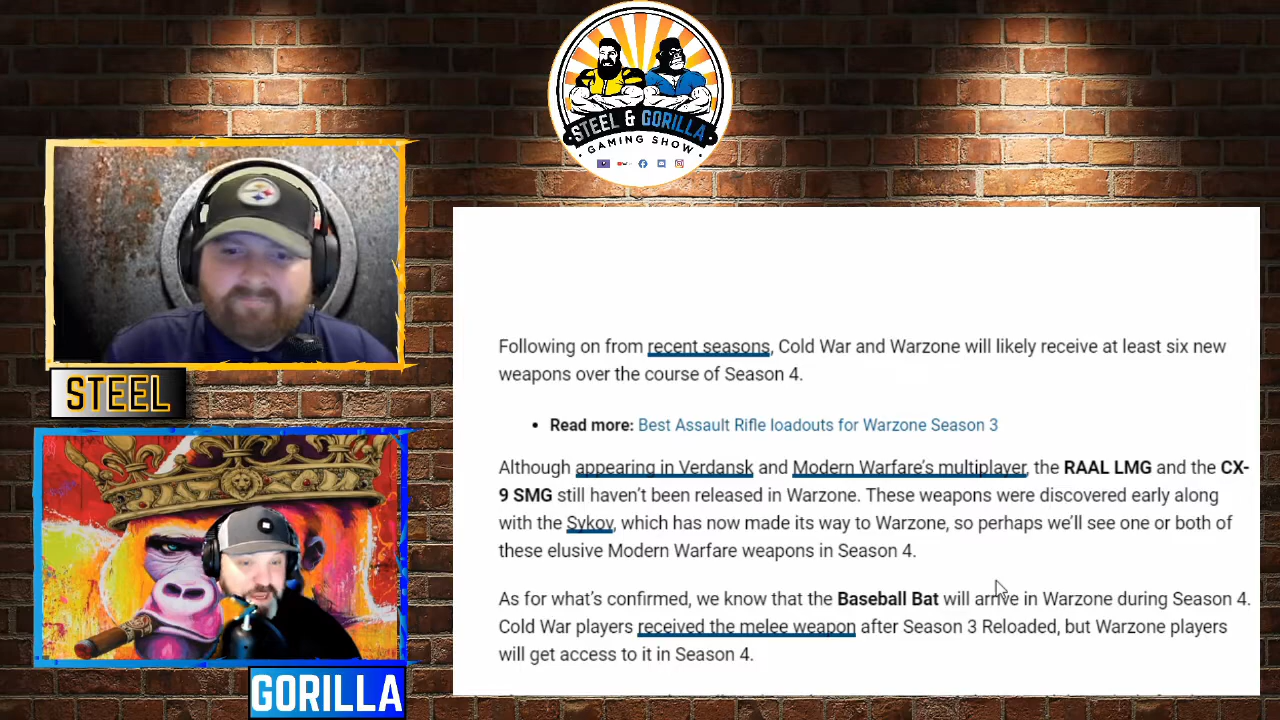 STEEL & GORILLA
GAMING SHOW
STEEL
GORILLA
Following on from recent seasons, Cold War and Warzone will likely receive at least six new
weapons over the course of Season 4.
• Read more: Best Assault Rifle loadouts for Warzone Season 3
Although appearing in Verdansk and Modern Warfare's multiplayer, the RAAL LMG and the CX-
9 SMG still haven't been released in Warzone. These weapons were discovered early along
with the Sykov, which has now made its way to Warzone, so perhaps we'll see one or both of
these elusive Modern Warfare weapons in Season 4.
As for what's confirmed, we know that the Baseball Bat will arrive in Warzone during Season 4.
Cold War players received the melee weapon after Season 3 Reloaded, but Warzone players
will get access to it in Season 4.